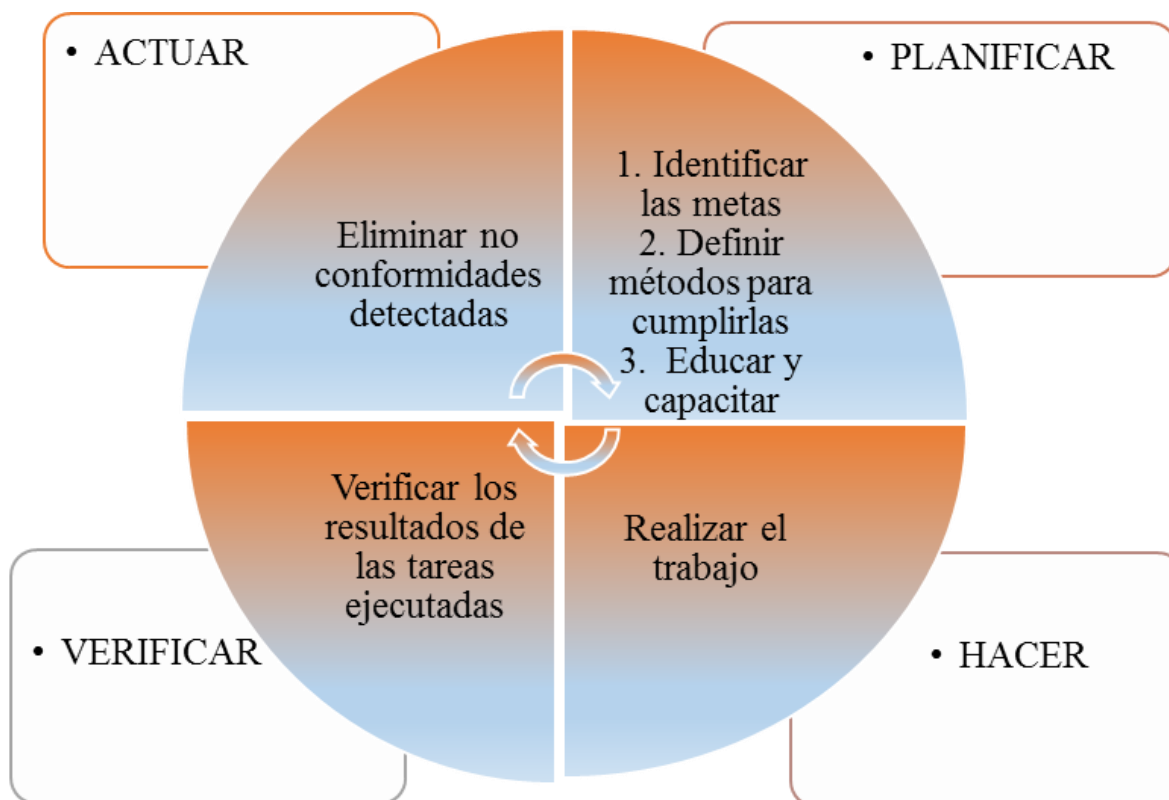 • ACTUAR
Eliminar no
conformidades
detectadas
• PLANIFICAR
1. Identificar
las metas
2. Definir
métodos para
cumplirlas
3. Educar y
capacitar
Verificar los
resultados de
las tareas
ejecutadas
• VERIFICAR
Realizar el
trabajo
• HACER